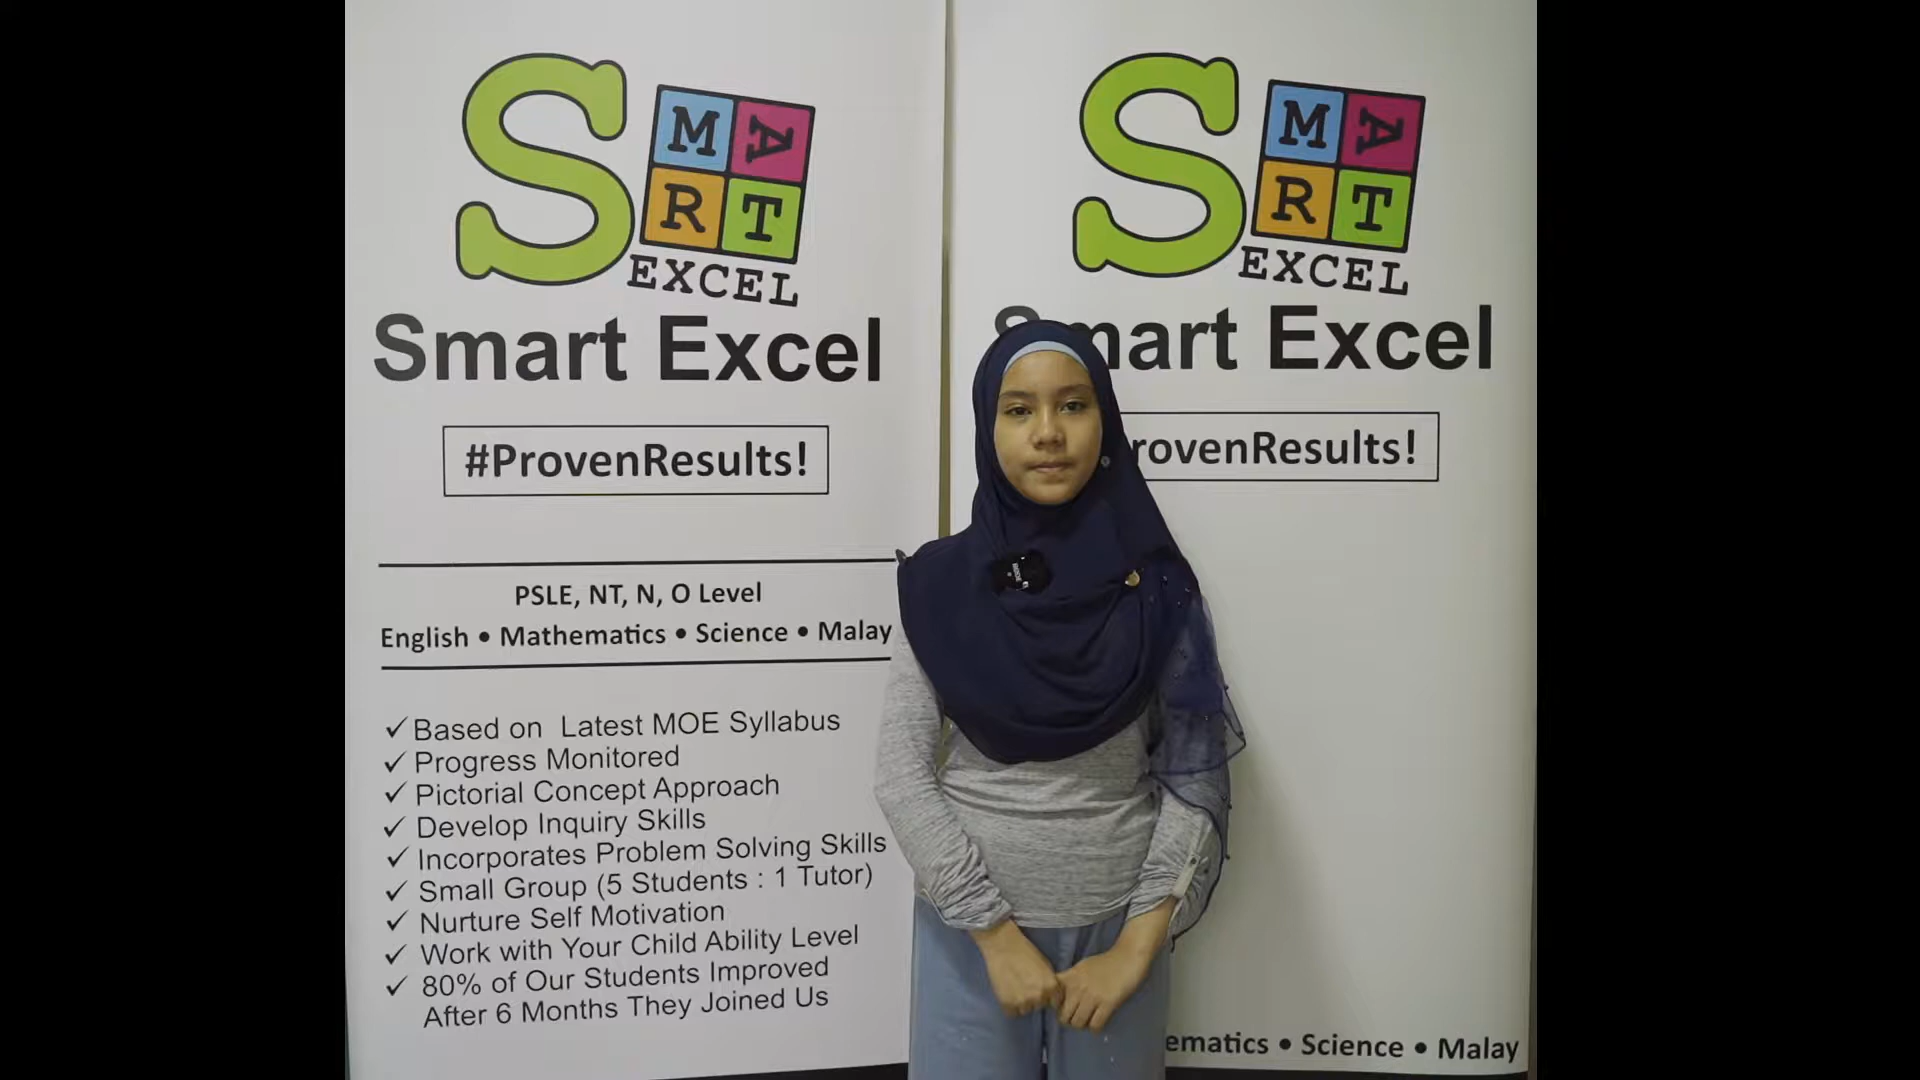 S
M A
R T
EXCEL
Smart Excel
#ProvenResults!
PSLE, NT, N, O Level
English • Mathematics • Science • Malay
✓ Based on Latest MOE Syllabus
✓ Progress Monitored
✓ Pictorial Concept Approach
✓ Develop Inquiry Skills
✓ Incorporates Problem Solving Skills
✓ Small Group (5 Students : 1 Tutor)
✓ Nurture Self Motivation
✓ Work with Your Child Ability Level
✓ 80% of Our Students Improved
After 6 Months They Joined Us
S
M A
R T
EXCEL
Smart Excel
rovenResults!
ematics • Science • Malay